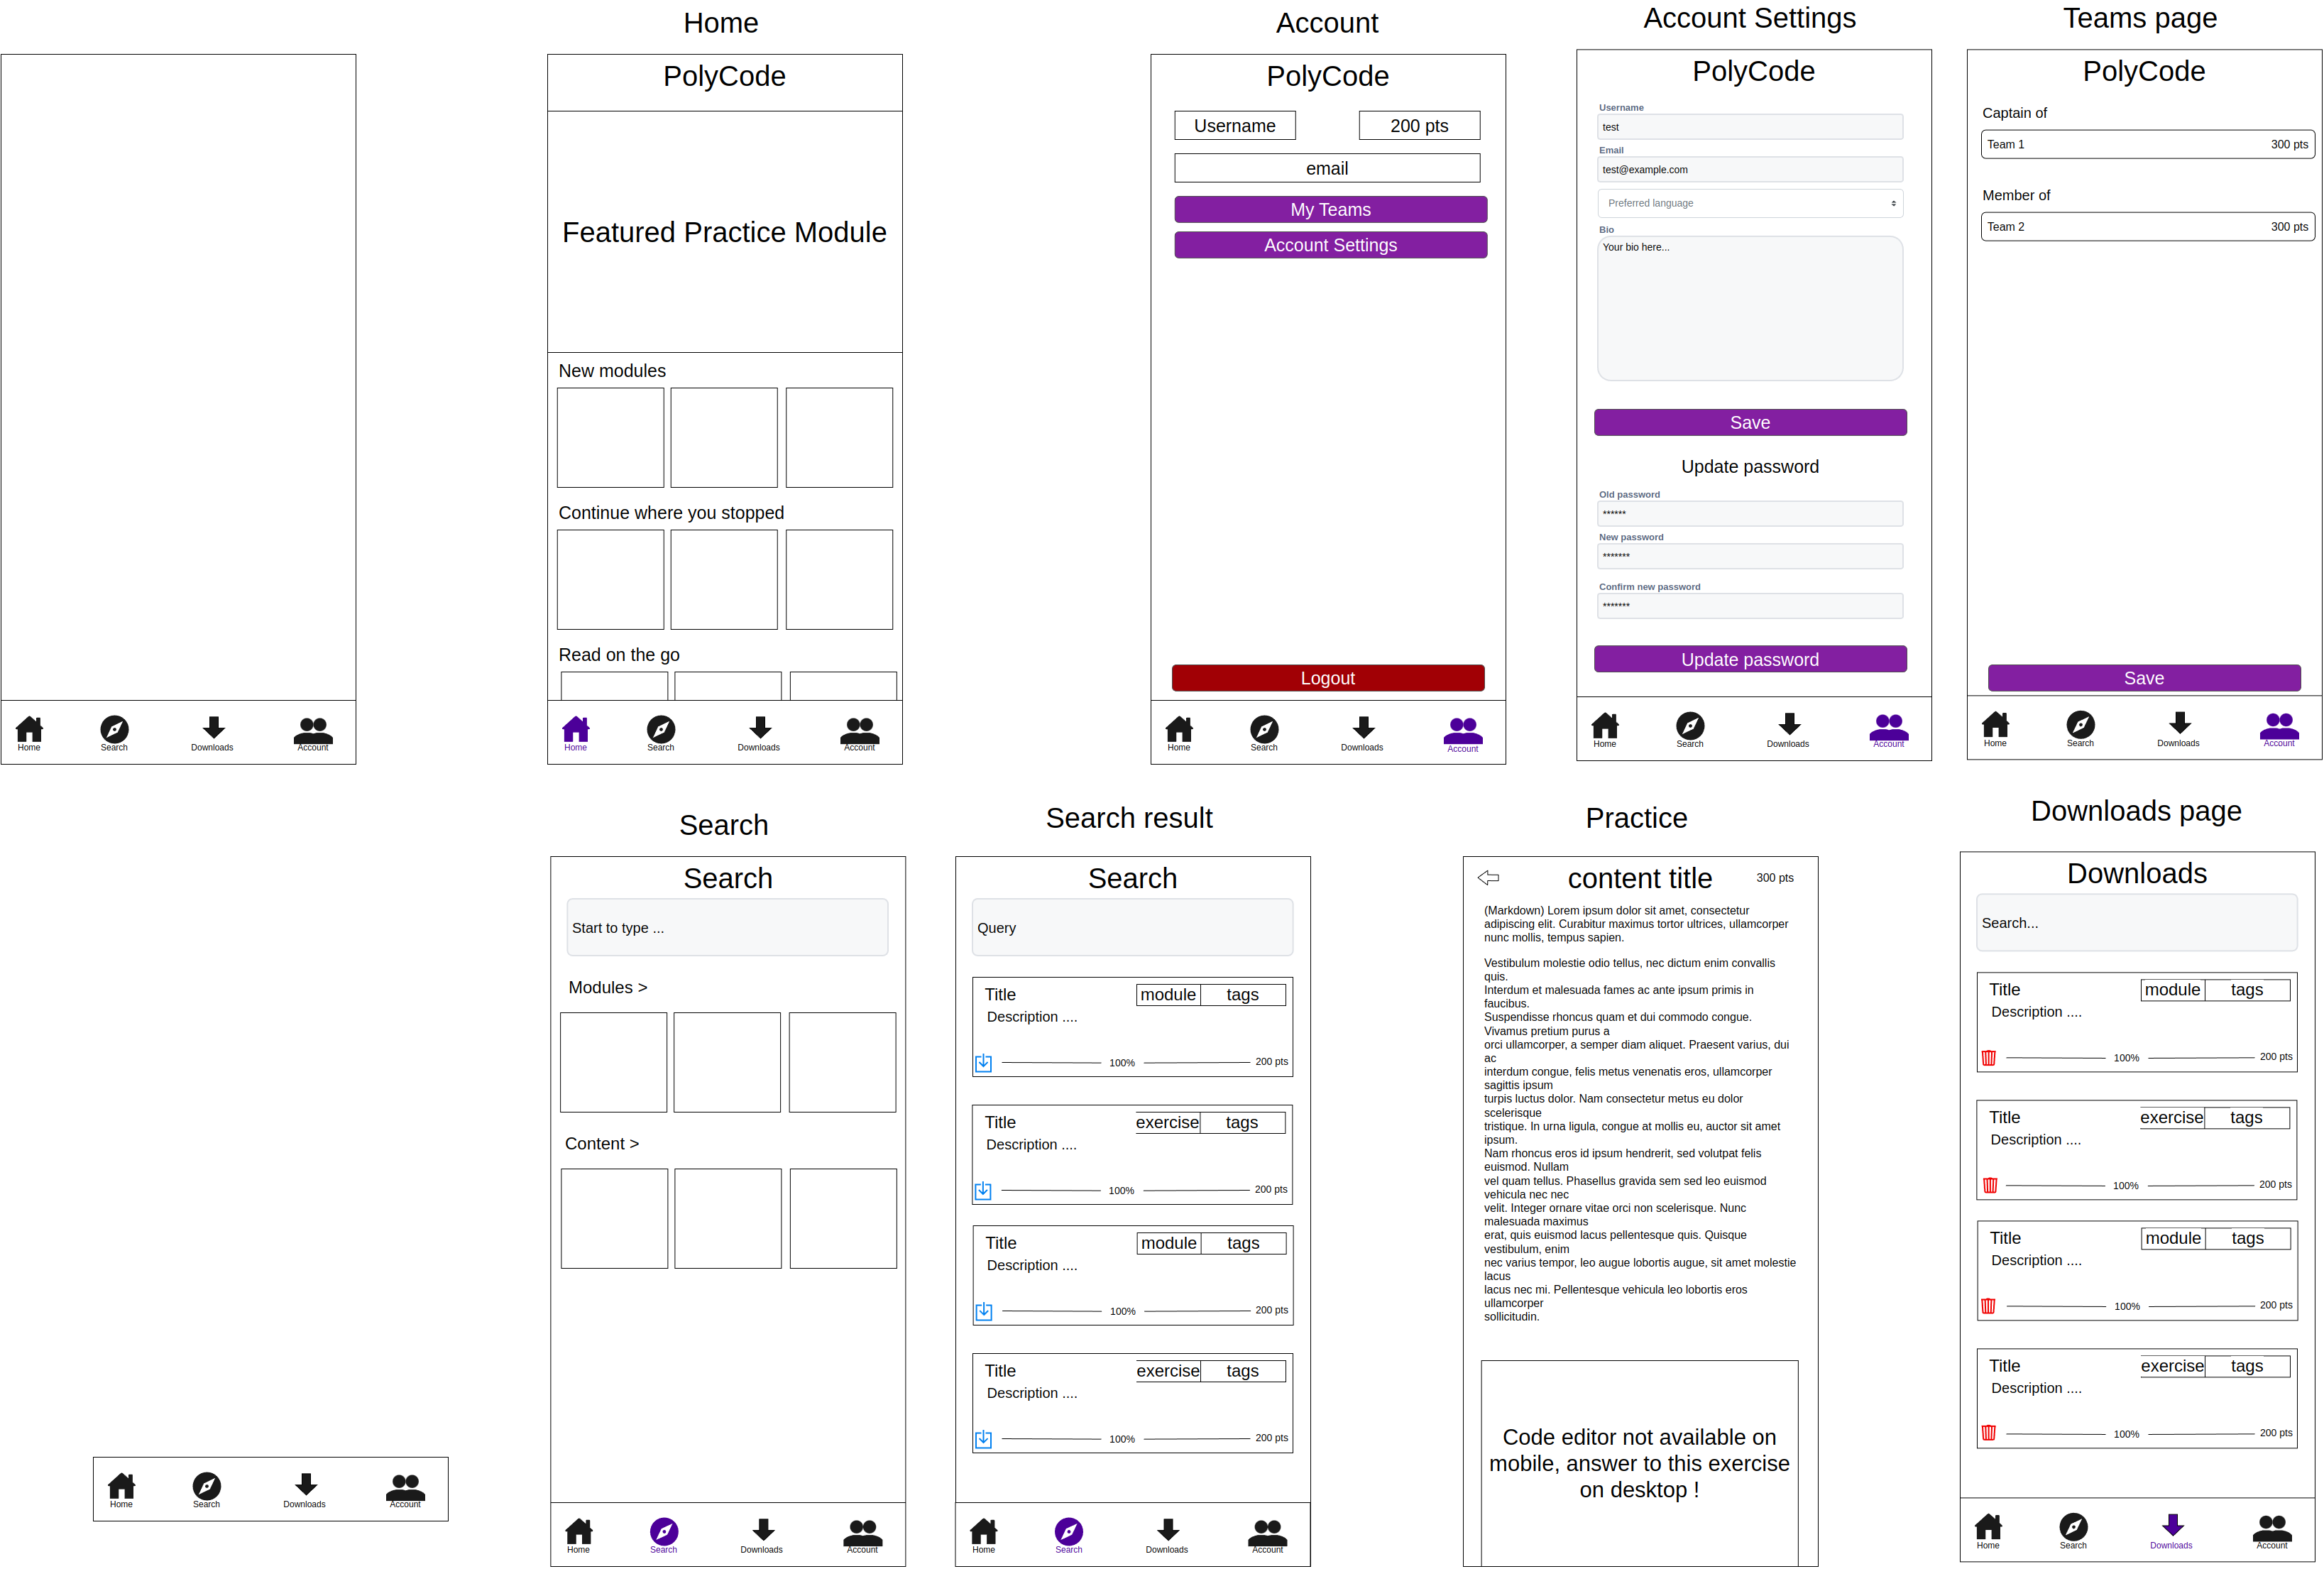 Home
Search
Downloads
Account
Home
PolyCode
Featured Practice Module
New modules
Continue where you stopped
Read on the go
Home
Search
Downloads
Account
Account
PolyCode
Username
200 pts
email
My Teams
Account Settings
Logout
Home
Search
Downloads
Account
Account Settings
PolyCode
Username
test
Email
test@example.com
Preferred language
Bio
Your bio here...
Save
Update password
Old password
******
New password
*******
Confirm new password
*******
Update password
Home
Search
Downloads
Account
Teams page
PolyCode
Captain of
Team 1
300 pts
Member of
Team 2
300 pts
Save
Home
Search
Downloads
Account
Home
Search
Downloads
Account
Search
Search
Start to type ...
Modules >
Content >
Home
Search
Downloads
Account
Search result
Search
Query
Title
module
tags
Description ....
100%
200 pts
Title
exercise
tags
Description ....
100%
200 pts
Title
module
tags
Description ....
100%
200 pts
Title
exercise
tags
Description ....
100%
200 pts
Home
Search
Downloads
Account
Practice
content title
300 pts
(Markdown) Lorem ipsum dolor sit amet, consectetur
adipiscing elit. Curabitur maximus tortor ultrices, ullamcorper
nunc mollis, tempus sapien.
Vestibulum molestie odio tellus, nec dictum enim convallis
quis.
Interdum et malesuada fames ac ante ipsum primis in
faucibus.
Suspendisse rhoncus quam et dui commodo congue.
Vivamus pretium purus a
orci ullamcorper, a semper diam aliquet. Praesent varius, dui
ac
interdum congue, felis metus venenatis eros, ullamcorper
sagittis ipsum
turpis luctus dolor. Nam consectetur metus eu dolor
scelerisque
tristique. In urna ligula, congue at mollis eu, auctor sit amet
ipsum.
Nam rhoncus eros id ipsum hendrerit, sed volutpat felis
euismod. Nullam
vel quam tellus. Phasellus gravida sem sed leo euismod
vehicula nec nec
velit. Integer ornare vitae orci non scelerisque. Nunc
malesuada maximus
erat, quis euismod lacus pellentesque quis. Quisque
vestibulum, enim
nec varius tempor, leo augue lobortis augue, sit amet molestie
lacus
lacus nec mi. Pellentesque vehicula leo lobortis eros
ullamcorper
sollicitudin.
Code editor not available on
mobile, answer to this exercise
on desktop !
Downloads page
Downloads
Search...
Title
module
tags
Description ....
100%
200 pts
Title
exercise
tags
Description ....
100%
200 pts
Title
module
tags
Description ....
100%
200 pts
Title
exercise
tags
Description ....
100%
200 pts
Home
Search
Downloads
Account